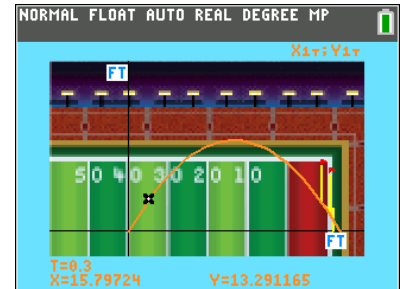 NORMAL FLOAT AUTO REAL DEGREE MP
X1T;Y1T
FT
50 40 30 20 10
FT
T=0.3
X=15.79724 Y=13.291165